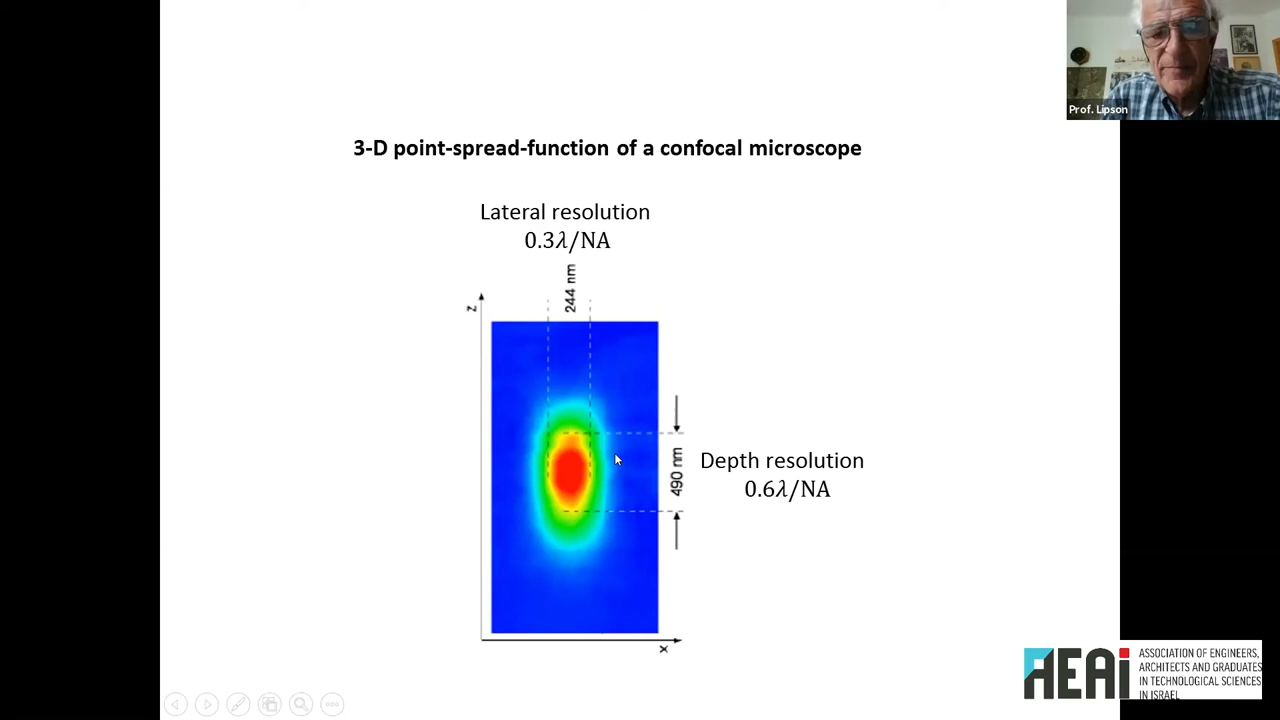 Prof. Lipson
3-D point-spread-function of a confocal microscope
Lateral resolution
0.3λ/NA
244 nm
z
490 nm
Depth resolution
0.6λ/NA
x
AEAi
ASSOCIATION OF ENGINEERS,
ARCHITECTS AND GRADUATES
IN TECHNOLOGICAL SCIENCES
IN ISRAEL